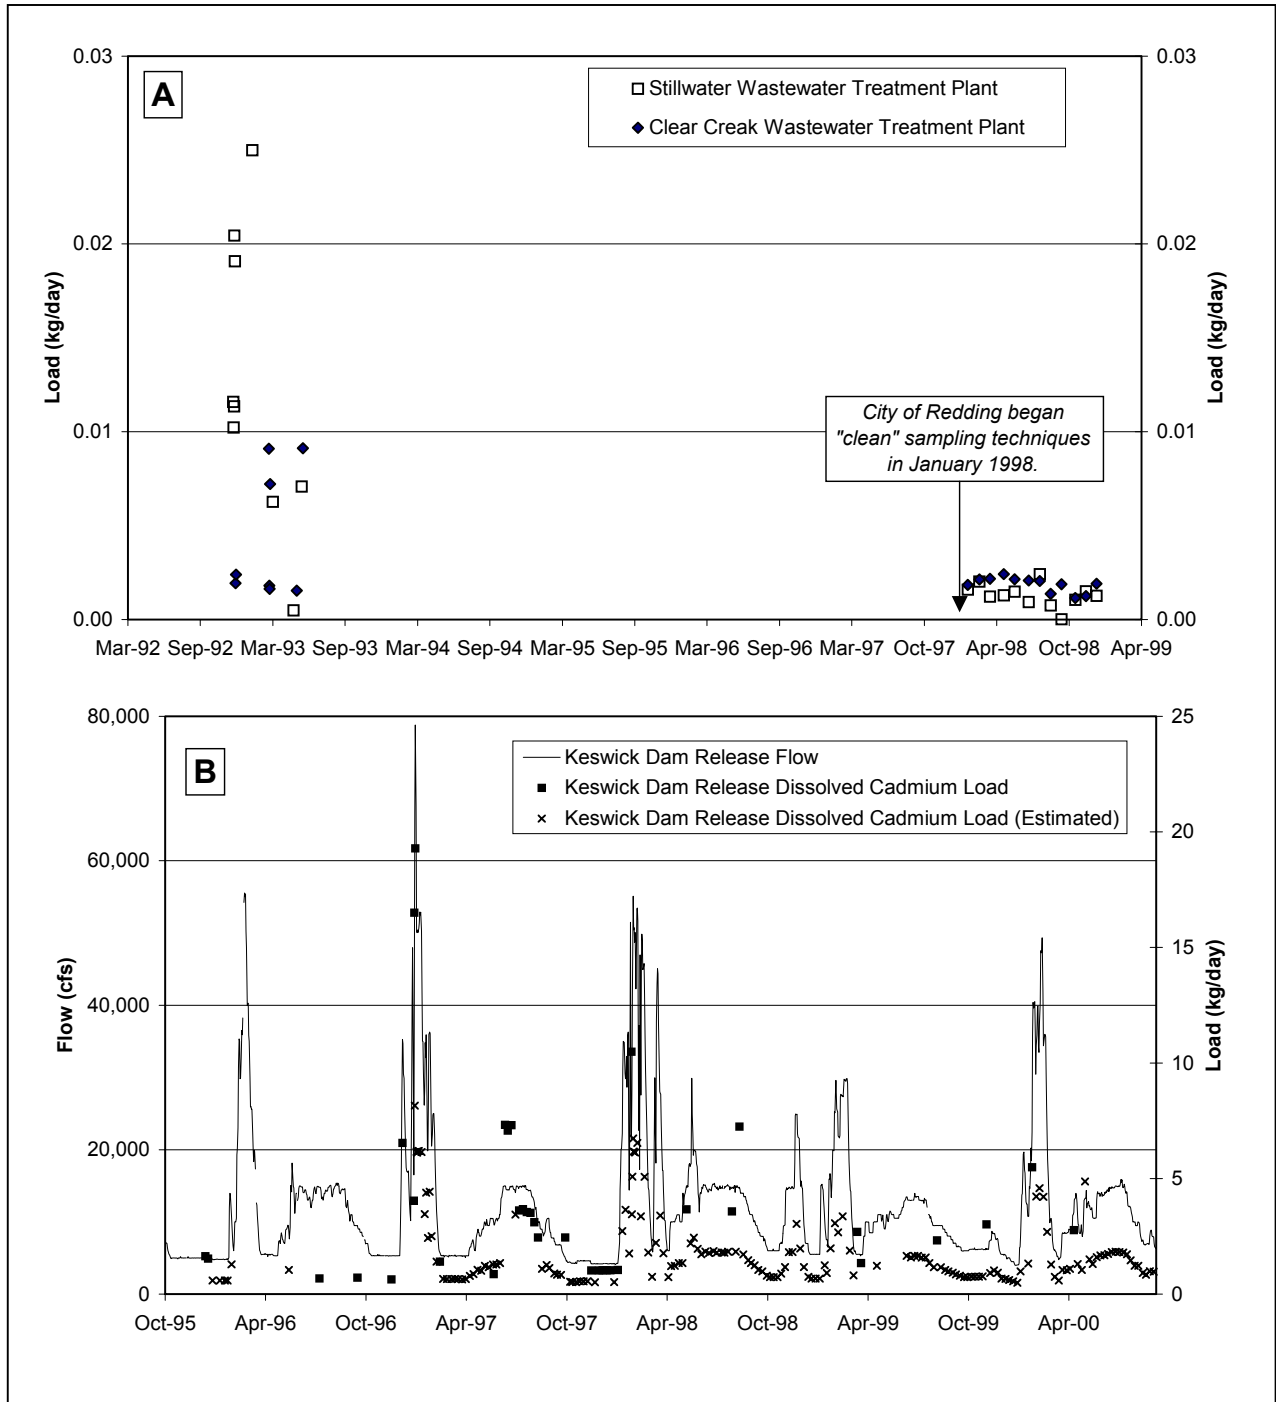 A
Stillwater Wastewater Treatment Plant
Clear Creak Wastewater Treatment Plant
0.03
0.02
0.01
0.00
Load (kg/day)
0.03
0.02
0.01
0.00
Load (kg/day)
City of Redding began
"clean" sampling techniques
in January 1998.
Mar-92 Sep-92 Mar-93 Sep-93 Mar-94 Sep-94 Mar-95 Sep-95 Mar-96 Sep-96 Mar-97 Oct-97 Apr-98 Oct-98 Apr-99
B
Keswick Dam Release Flow
Keswick Dam Release Dissolved Cadmium Load
Keswick Dam Release Dissolved Cadmium Load (Estimated)
80,000
60,000
40,000
20,000
0
Flow (cfs)
25
20
15
10
5
0
Load (kg/day)
Oct-95 Apr-96 Oct-96 Apr-97 Oct-97 Apr-98 Oct-98 Apr-99 Oct-99 Apr-00